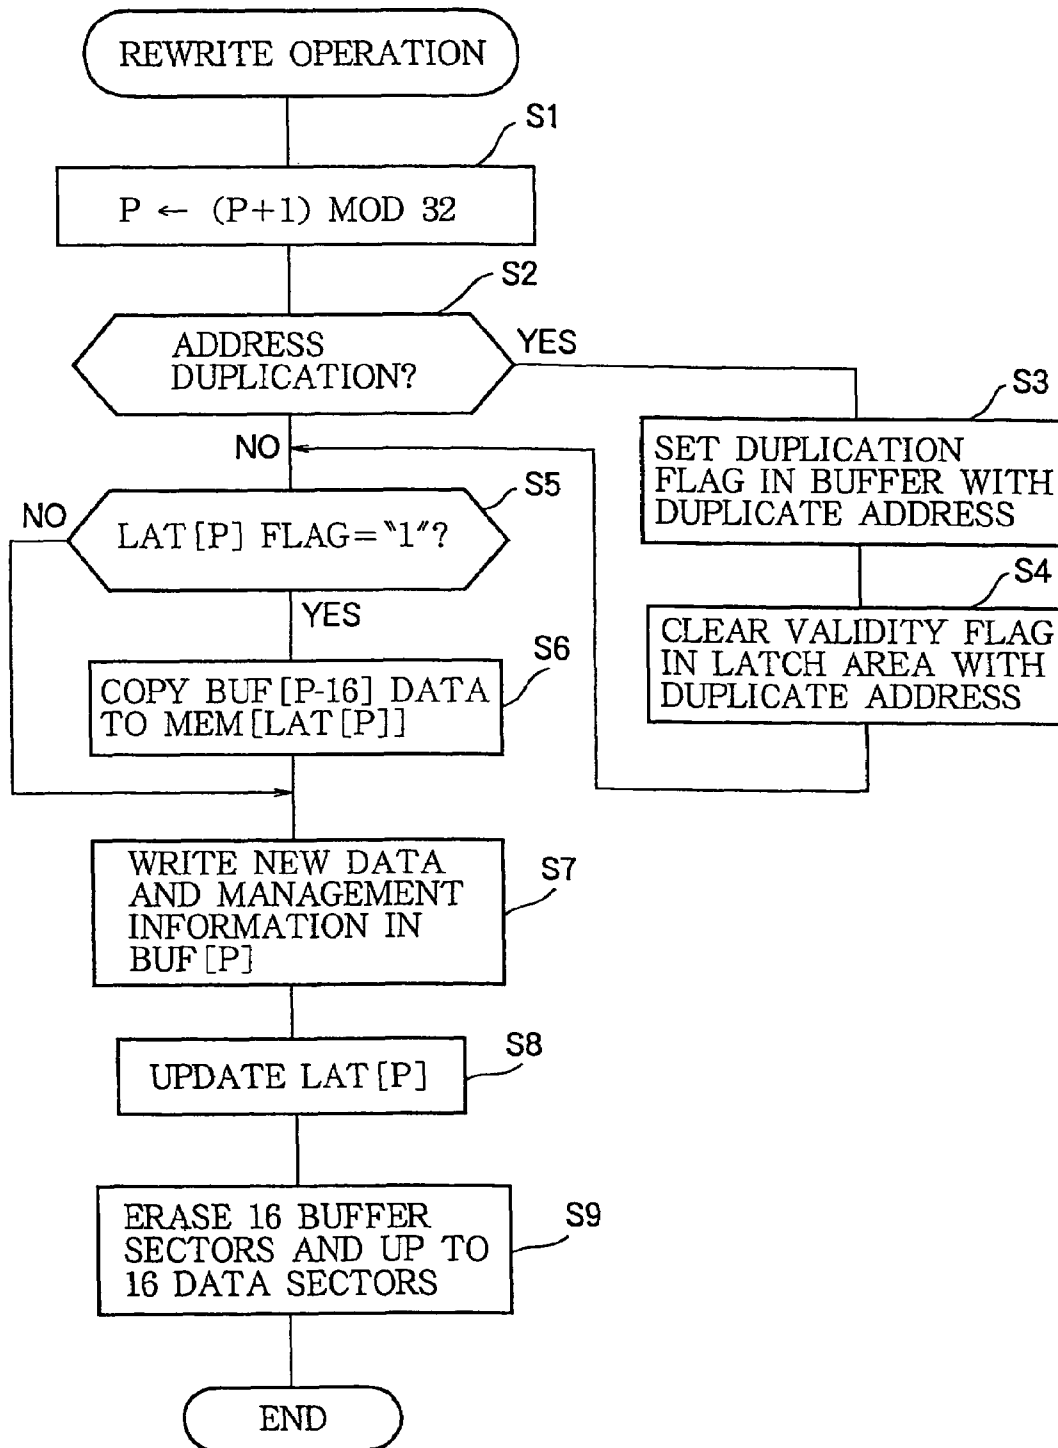 REWRITE OPERATION
S1
P ← (P+1) MOD 32
S2
ADDRESS
DUPLICATION?
YES
S3
SET DUPLICATION
FLAG IN BUFFER WITH
DUPLICATE ADDRESS
S4
CLEAR VALIDITY FLAG
IN LATCH AREA WITH
DUPLICATE ADDRESS
NO
S5
NO
LAT[P] FLAG=〝1〞?
YES
S6
COPY BUF[P-16] DATA
TO MEM[LAT[P]]
S7
WRITE NEW DATA
AND MANAGEMENT
INFORMATION IN
BUF[P]
S8
UPDATE LAT[P]
S9
ERASE 16 BUFFER
SECTORS AND UP TO
16 DATA SECTORS
END